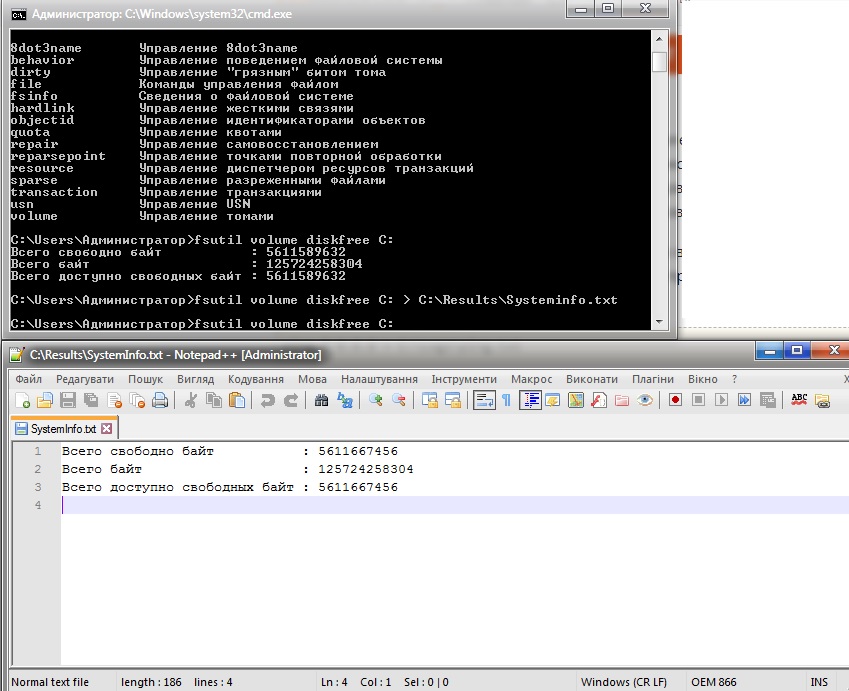 Администратор: C:\Windows\system32\cmd.exe
8dot3name Управление 8dot3name
behavior Управление поведением файловой системы
dirty Управление "грязным" битом тома
file Команды управления файлом
fsinfo Сведения о файловой системе
hardlink Управление жесткими связями
objectid Управление идентификаторами объектов
quota Управление квотами
repair Управление самовосстановлением
reparsepoint Управление точками повторной обработки
resource Управление диспетчером ресурсов транзакций
sparse Управление разреженными файлами
transaction Управление транзакциями
usn Управление USN
volume Управление томами
C:\Users\Администратор>fsutil volume diskfree C:
Всего свободно байт : 5611589632
Всего байт : 125724258304
Всего доступно свободных байт : 5611589632
C:\Users\Администратор>fsutil volume diskfree C: > C:\Results\Systeminfo.txt
C:\Users\Администратор>fsutil volume diskfree C:
C:\Results\SystemInfo.txt - Notepad++ [Administrator]
Файл Редагувати Пошук Вигляд Кодування Мова Налаштування Інструменти Макрос Виконати Плагіни Вікно ? X
SystemInfo.txt
1 Всего свободно байт : 5611667456
2 Всего байт : 125724258304
3 Всего доступно свободных байт : 5611667456
4
Normal text file length : 186 lines : 4 Ln : 4 Col : 1 Sel : 0 | 0 Windows (CR LF) OEM 866 INS